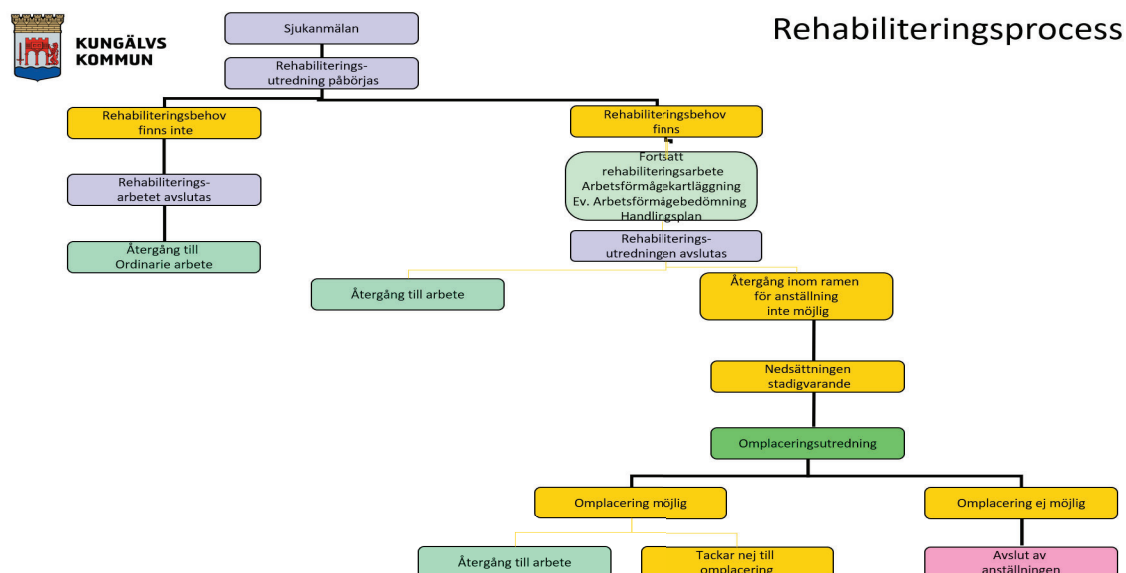 KUNGÄLVS
KOMMUN
Rehabiliteringsprocess
Sjukanmälan
Rehabiliterings-
utredning påbörjas
Rehabiliteringsbehov
finns inte
Rehabiliteringsbehov
finns
Rehabiliterings-
arbetet avslutas
Fortsatt
rehabiliteringsarbete
Arbetsförmågekartläggning
Ev. Arbetsförmågebedömning
Handlingsplan
Återgång till
Ordinarie arbete
Rehabiliterings-
utredningen avslutas
Återgång till arbete
Återgång inom ramen
för anställning
inte möjlig
Nedsättningen
stadigvarande
Omplaceringsutredning
Omplacering möjlig
Omplacering ej möjlig
Återgång till arbete
Tackar nej till
omplacering
Avslut av
anställningen